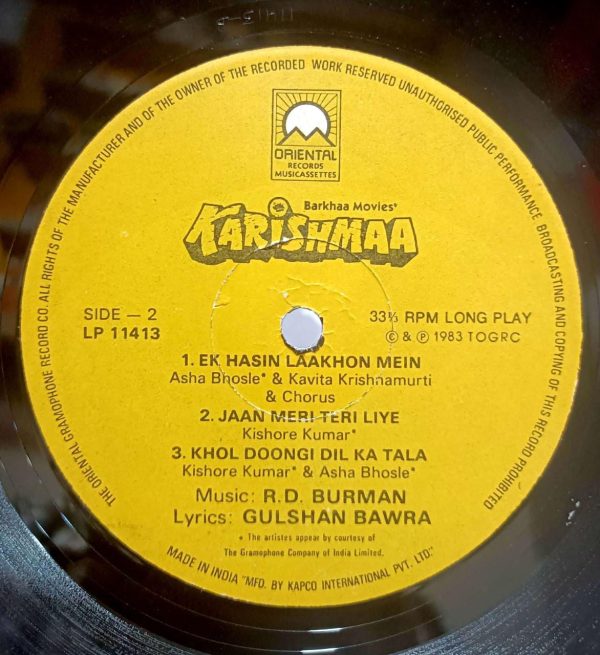 ORIENTAL
RECORDS
MUSICASSETTES
Barkhaa Movies*
KARISHMAA
SIDE — 2
LP 11413
33⅓ RPM LONG PLAY
© & ℗ 1983 TOGRC
1. EK HASIN LAAKHON MEIN
Asha Bhosle* & Kavita Krishnamurti
& Chorus
2. JAAN MERI TERI LIYE
Kishore Kumar*
3. KHOL DOONGI DIL KA TALA
Kishore Kumar* & Asha Bhosle*
Music: R.D. BURMAN
Lyrics: GULSHAN BAWRA
* The artistes appear by courtesy of
The Gramophone Company of India Limited.
MADE IN INDIA "MFD. BY KAPCO INTERNATIONAL PVT. LTD."
THE ORIENTAL GRAMOPHONE RECORD CO. ALL RIGHTS OF THE MANUFACTURER AND OF THE OWNER OF THE RECORDED WORK RESERVED UNAUTHORISED PUBLIC PERFORMANCE BROADCASTING AND COPYING OF THIS RECORD PROHIBITED